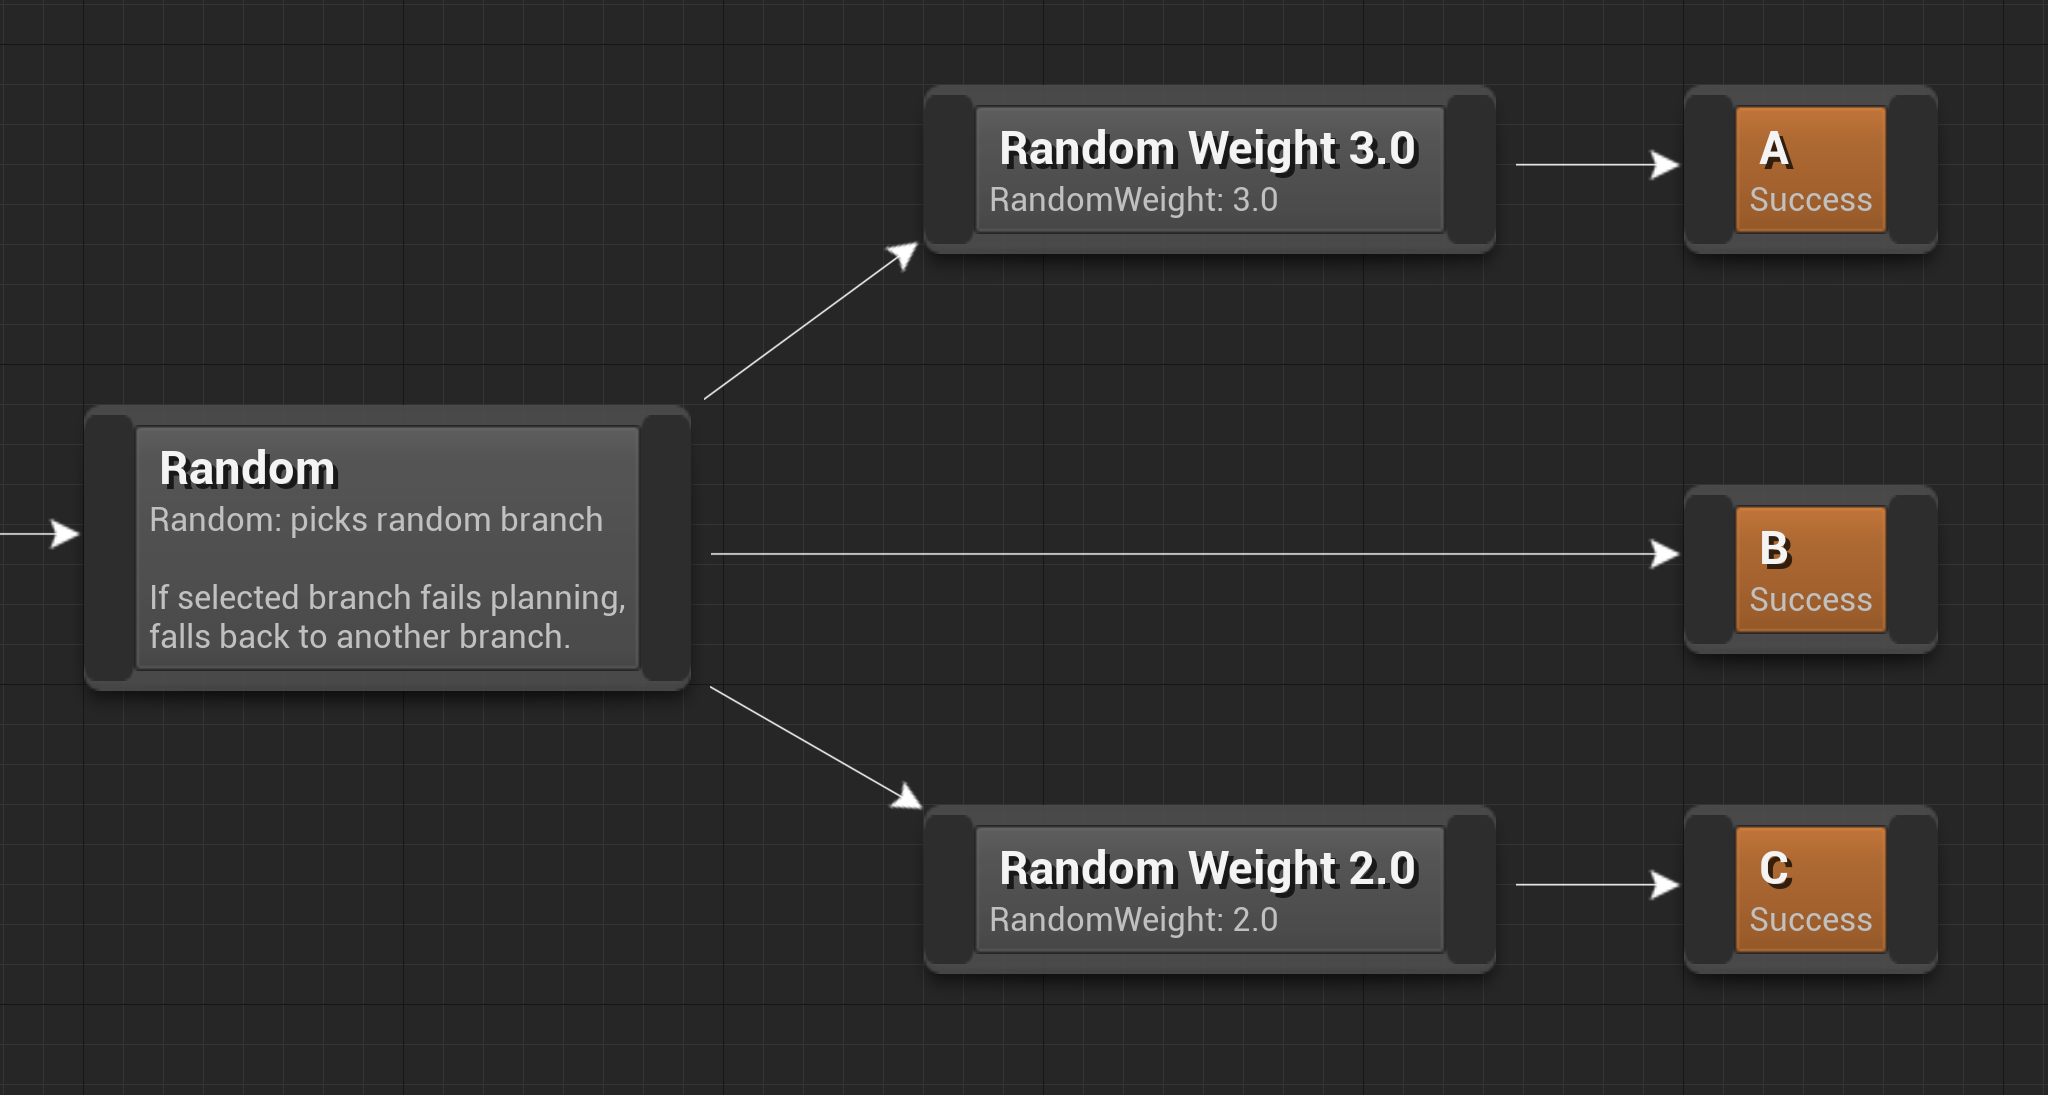 Random Weight 3.0
RandomWeight: 3.0
A
Success
Random
Random: picks random branch
If selected branch fails planning,
falls back to another branch.
B
Success
Random Weight 2.0
RandomWeight: 2.0
C
Success